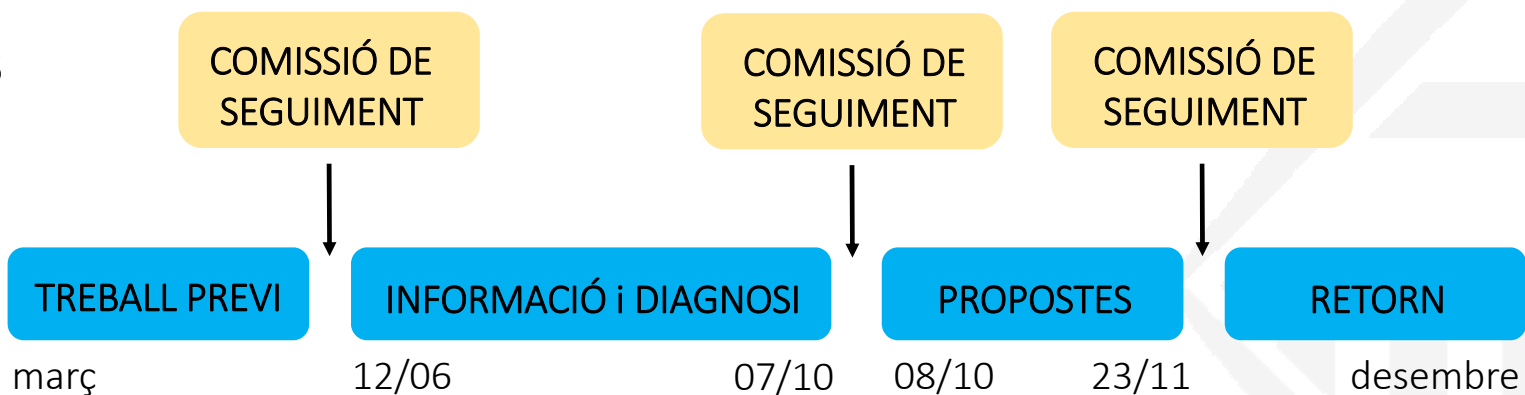 COMISSIÓ DE
SEGUIMENT
COMISSIÓ DE
SEGUIMENT
COMISSIÓ DE
SEGUIMENT
TREBALL PREVI
INFORMACIÓ i DIAGNOSI
PROPOSTES
RETORN
març
12/06
07/10
08/10
23/11
desembre